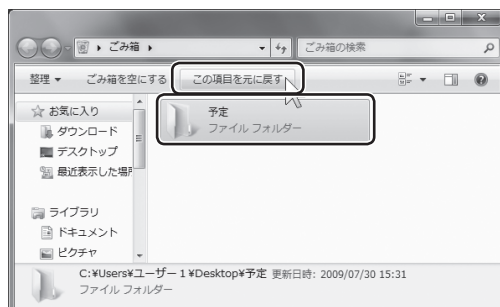 ごみ箱
ごみ箱の検索
整理 ごみ箱を空にする この項目を元に戻す
お気に入り
ダウンロード
デスクトップ
最近表示した場
ライブラリ
ドキュメント
ピクチャ
予定
ファイル フォルダー
C:¥Users¥ユーザー1¥Desktop¥予定 更新日時: 2009/07/30 15:31
ファイル フォルダー